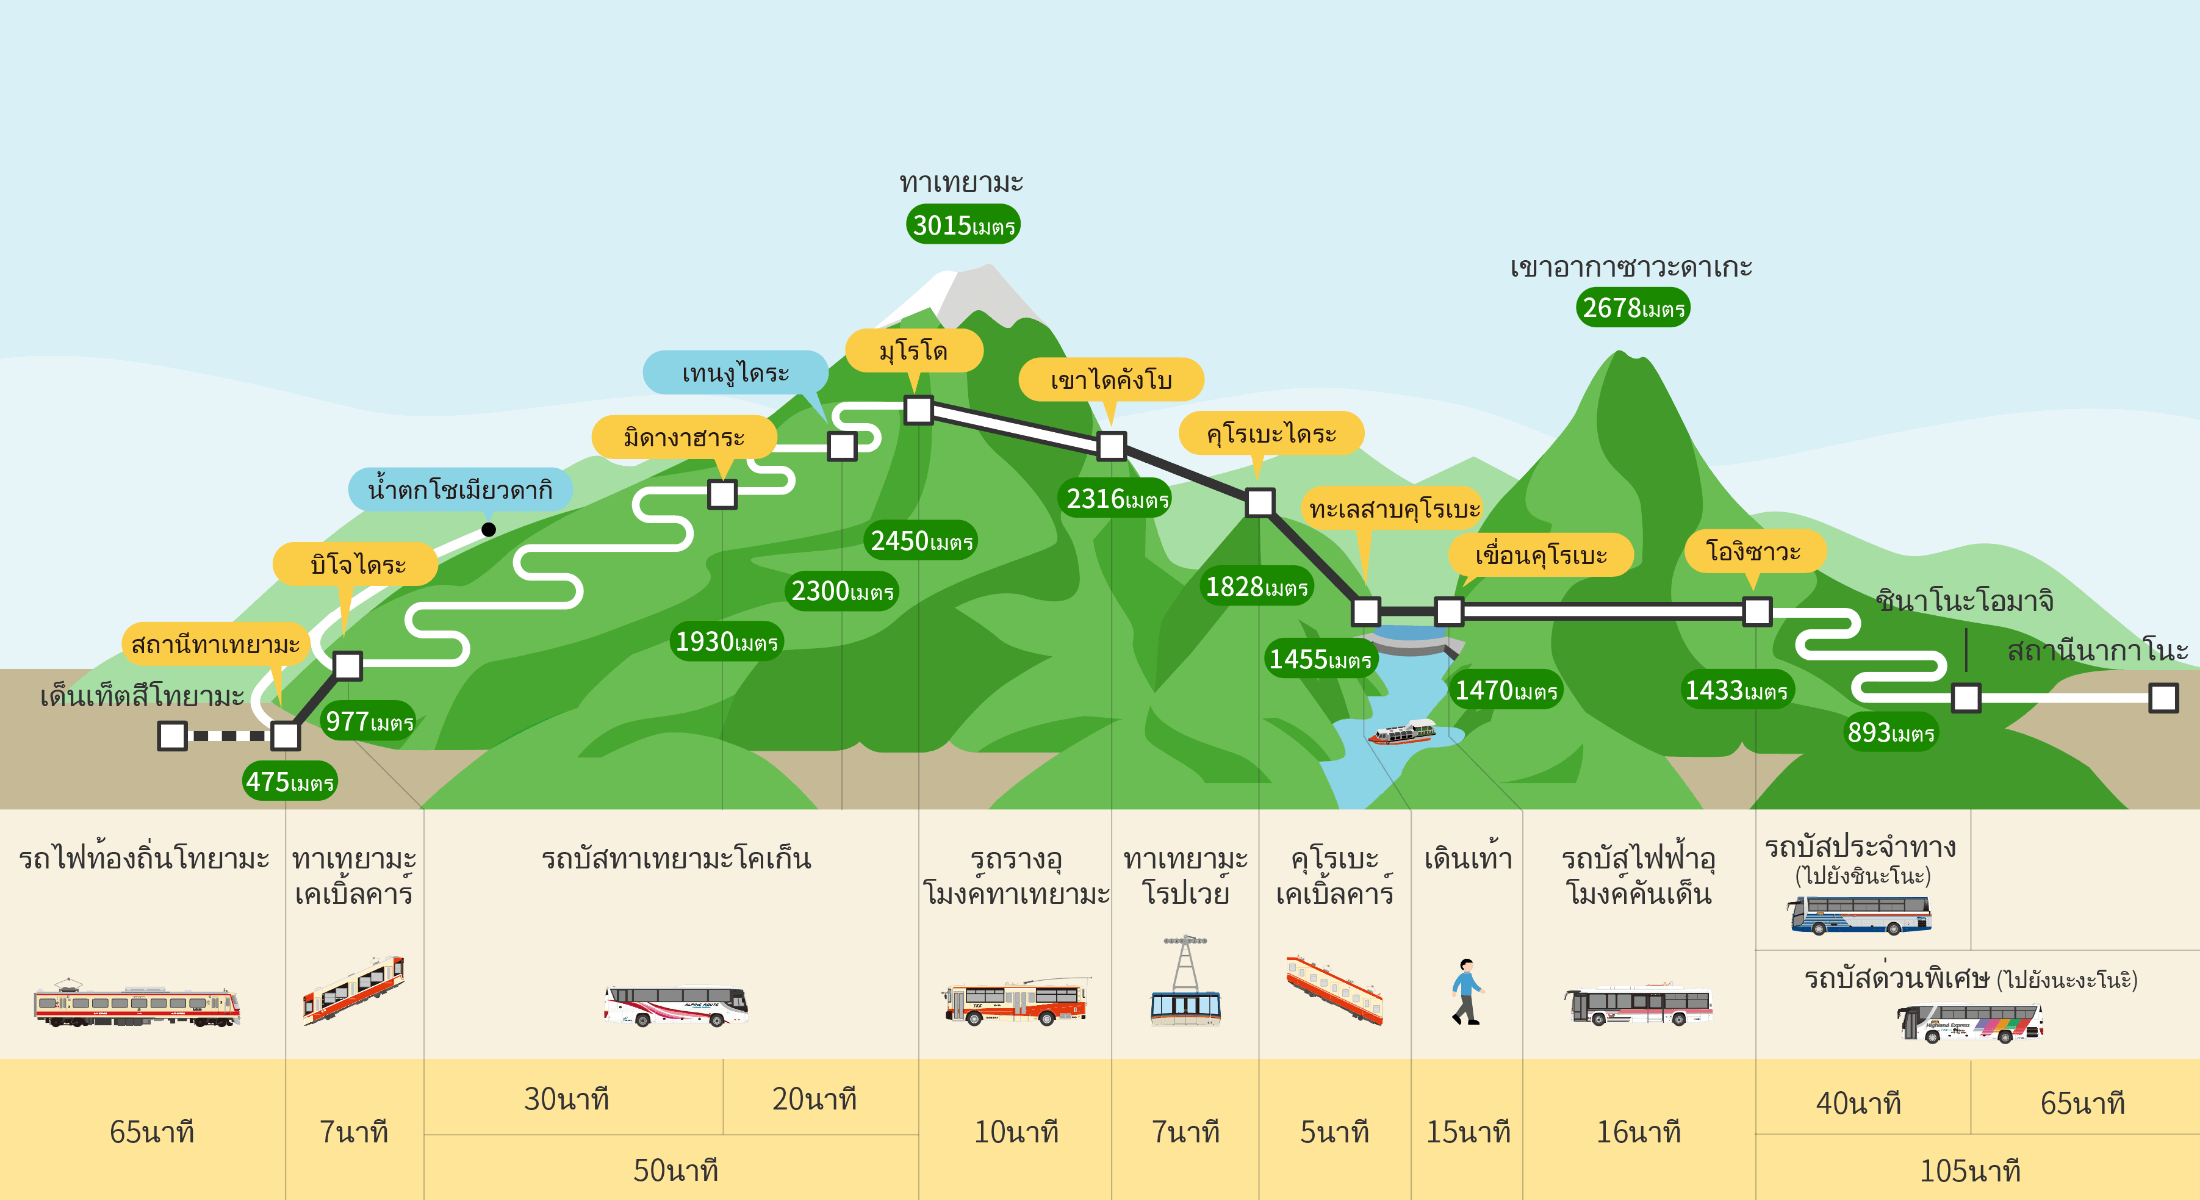 ทาเทยามะ
3015เมตร
เขาอากาซาวะดาเกะ
2678เมตร
มุโรโด
เทนงูไดระ
เขาไดคังโบ
มิดางาฮาระ
คุโรเบะไดระ
น้ำตกโชเมียวดากิ
ทะเลสาบคุโรเบะ
2316เมตร
2450เมตร
บิโจไดระ
เขื่อนคุโรเบะ
โองิซาวะ
1828เมตร
2300เมตร
ชินาโนะโอมาจิ
สถานีทาเทยามะ
1930เมตร
สถานีนากาโนะ
1455เมตร
เด็นเท็ตสึโทยามะ
1470เมตร
1433เมตร
977เมตร
893เมตร
475เมตร
รถไฟท้องถิ่นโทยามะ
ทาเทยามะ
เคเบิ้ลคาร์
รถบัสทาเทยามะโคเก็น
รถรางอุ
โมงค์ทาเทยามะ
ทาเทยามะ
โรปเวย์
คุโรเบะ
เคเบิ้ลคาร์
เดินเท้า
รถบัสไฟฟ้าอุ
โมงค์คันเด็น
รถบัสประจำทาง
(ไปยังชินะโนะ)
รถบัสด่วนพิเศษ (ไปยังนะงะโนะิ)
ALPINE ROUTE
Highland Express
65นาที
7นาที
30นาที
20นาที
50นาที
10นาที
7นาที
5นาที
15นาที
16นาที
40นาที
65นาที
105นาที